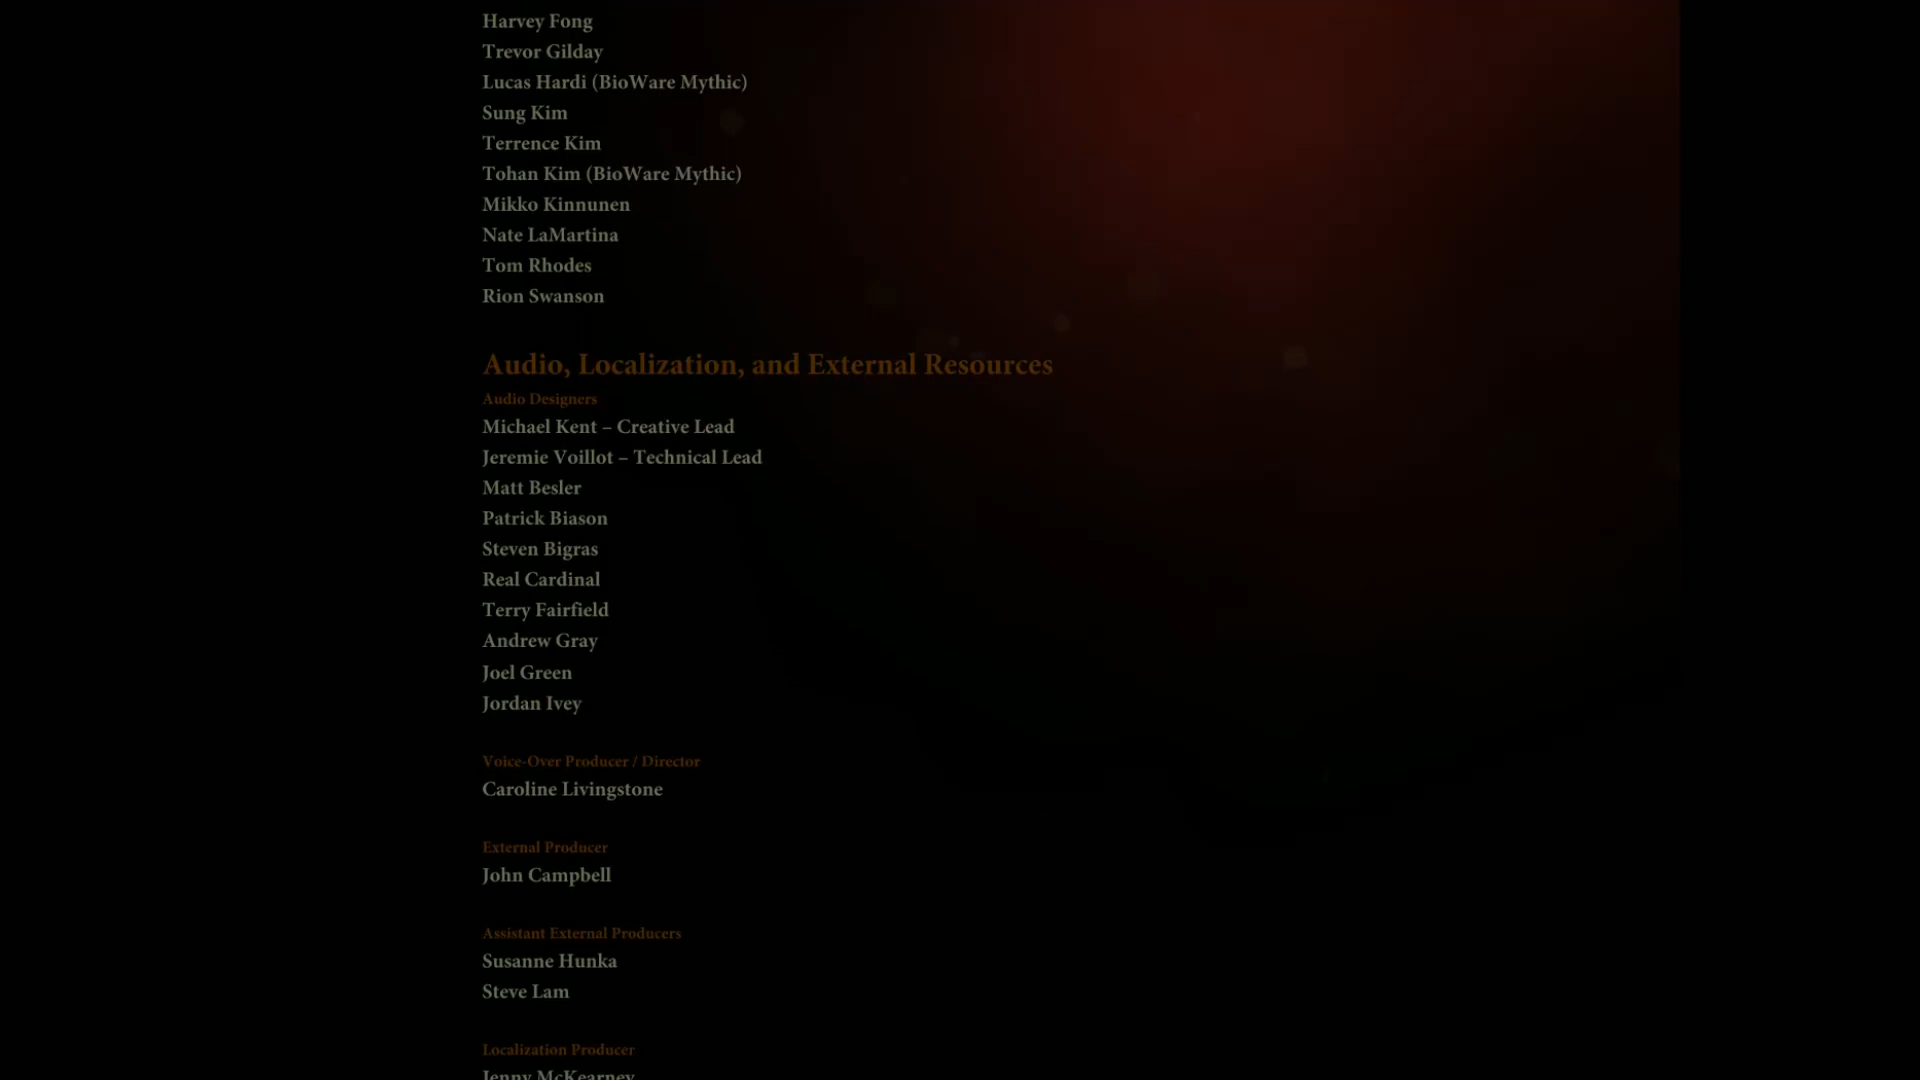 Harvey Fong
Trevor Gilday
Lucas Hardi (BioWare Mythic)
Sung Kim
Terrence Kim
Tohan Kim (BioWare Mythic)
Mikko Kinnunen
Nate LaMartina
Tom Rhodes
Rion Swanson
Audio, Localization, and External Resources
Audio Designers
Michael Kent – Creative Lead
Jeremie Voillot – Technical Lead
Matt Besler
Patrick Biason
Steven Bigras
Real Cardinal
Terry Fairfield
Andrew Gray
Joel Green
Jordan Ivey
Voice-Over Producer / Director
Caroline Livingstone
External Producer
John Campbell
Assistant External Producers
Susanne Hunka
Steve Lam
Localization Producer
Jenny McKearney